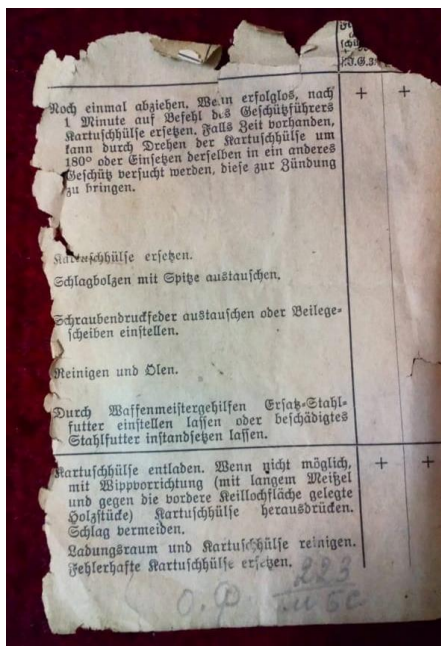 J.G.33
+ +
Noch einmal abziehen. Wenn erfolglos, nach
1 Minute auf Befehl des Geschützführers
Kartuschhülse ersetzen. Falls Zeit vorhanden,
kann durch Drehen der Kartuschhülse um
180° oder Einsetzen derselben in ein anderes
Geschütz versucht werden, diese zur Zündung
zu bringen.
Kartuschhülse ersetzen.
Schlagbolzen mit Spitze austauschen.
Schraubendruckfeder austauschen oder Beilege-
scheiben einstellen.
Reinigen und Ölen.
Durch Waffenmeistergehilfen Ersatz-Stahl-
futter einstellen lassen oder beschädigtes
Stahlfutter instandsetzen lassen.
Kartuschhülse entladen. Wenn nicht möglich,
+ +
mit Wippvorrichtung (mit langem Meißel
und gegen die vordere Keillochfläche gelegte
Holzstücke) Kartuschhülse herausdrücken.
Schlag vermeiden.
Ladungsraum und Kartuschhülse reinigen.
Fehlerhafte Kartuschhülse ersetzen.
223
O. P.